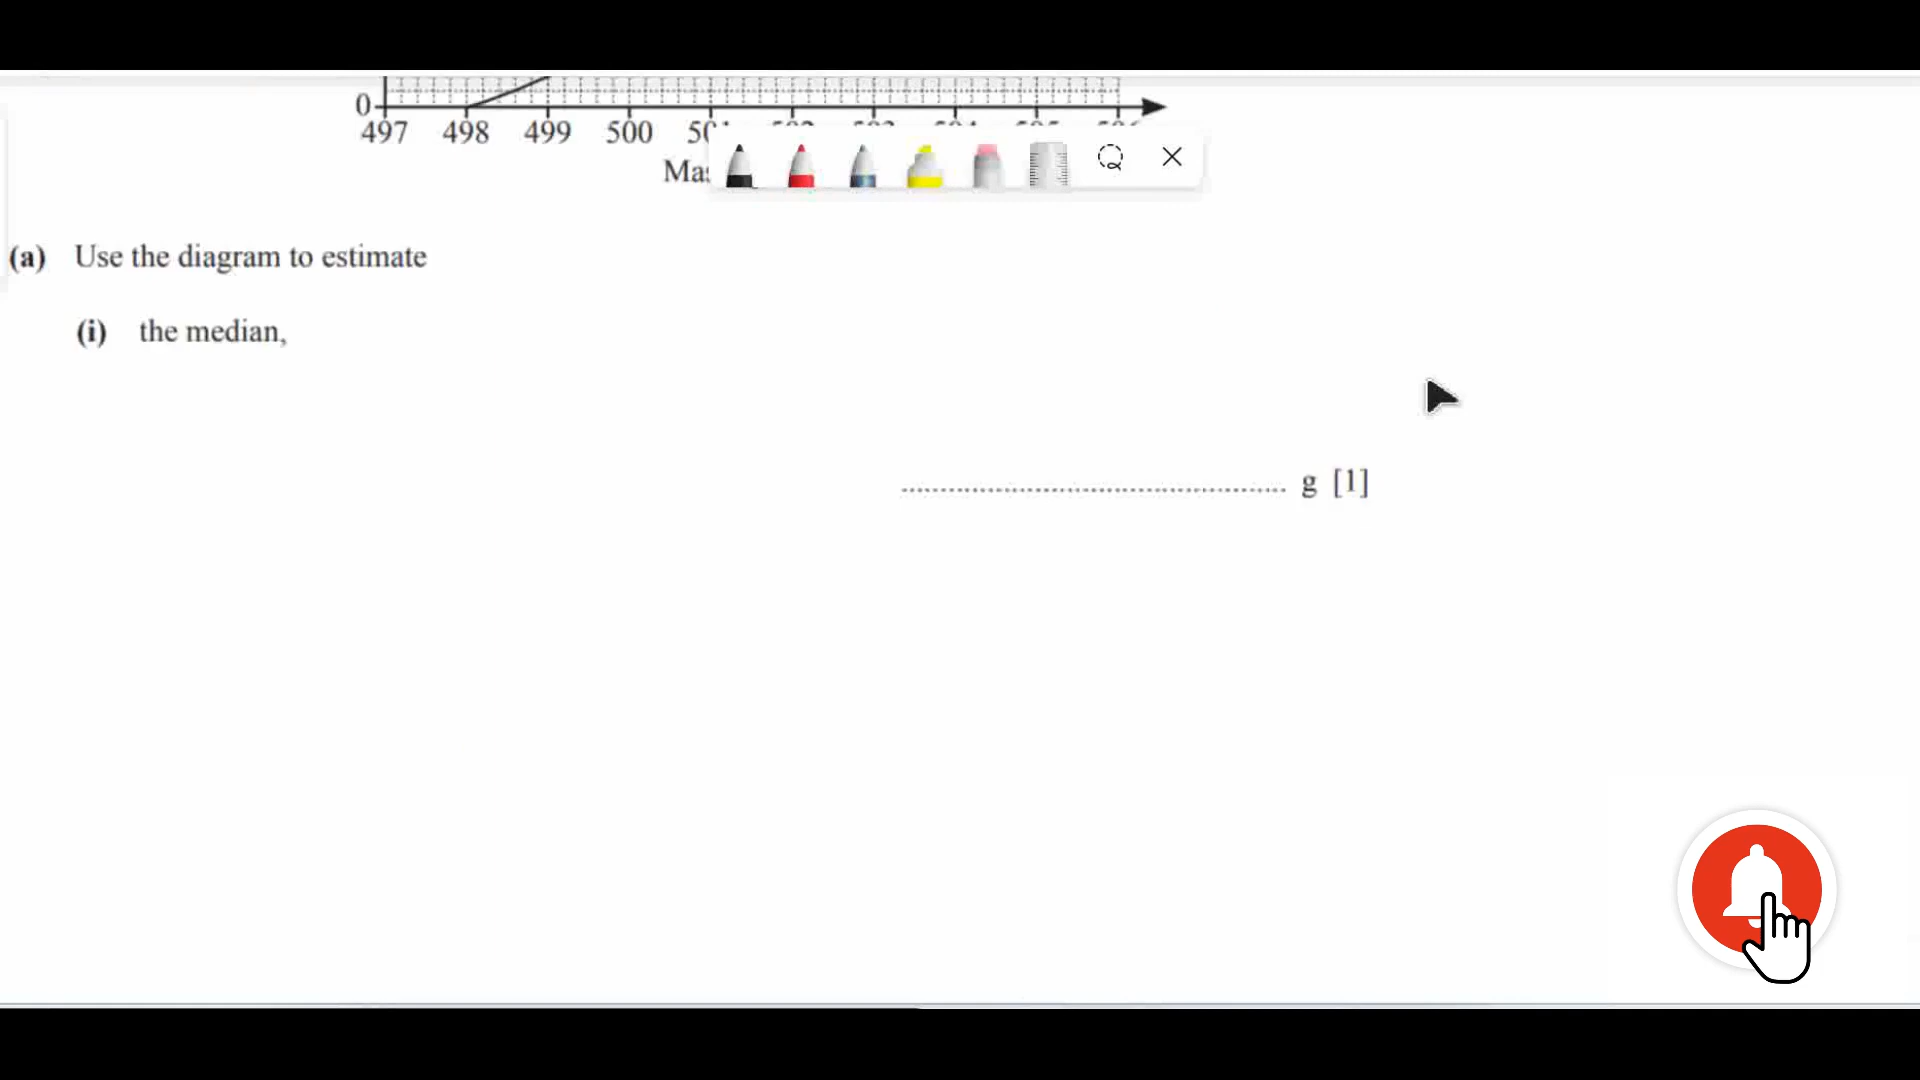 0
497 498 499 500
(a) Use the diagram to estimate
(i) the median,
........................................ g [1]